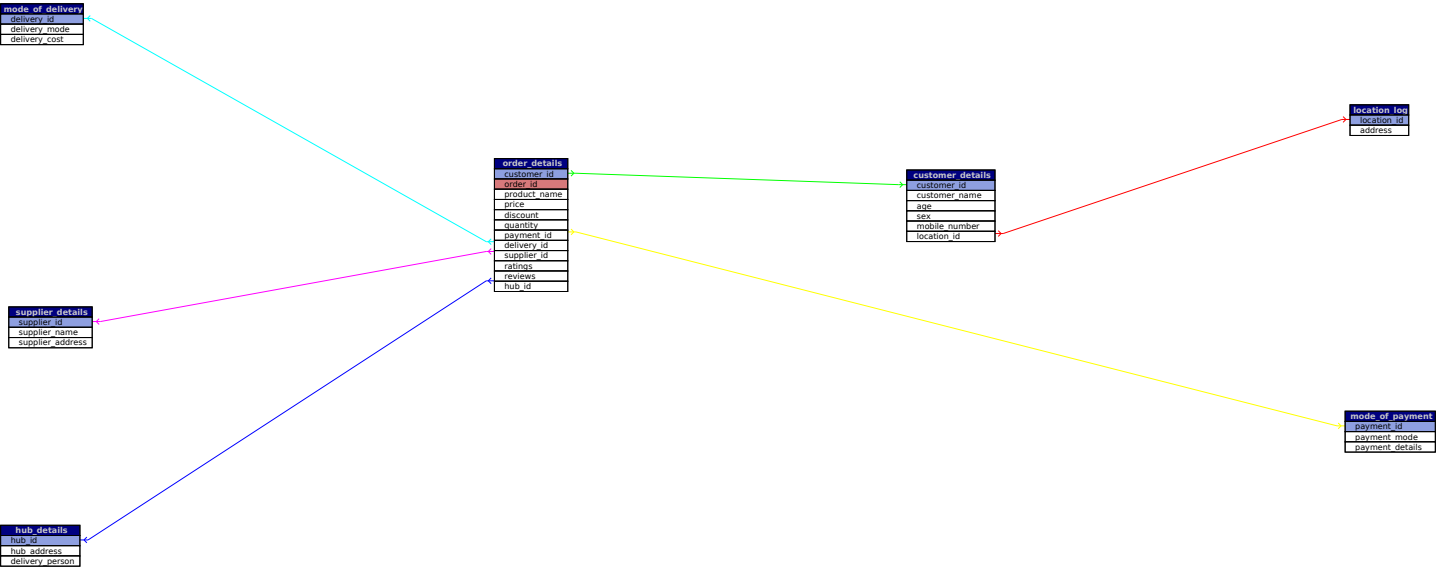 mode_of_delivery
delivery_id
delivery_mode
delivery_cost
location_log
location_id
address
order_details
customer_id
order_id
product_name
price
discount
quantity
payment_id
delivery_id
supplier_id
ratings
reviews
hub_id
customer_details
customer_id
customer_name
age
sex
mobile_number
location_id
supplier_details
supplier_id
supplier_name
supplier_address
mode_of_payment
payment_id
payment_mode
payment_details
hub_details
hub_id
hub_address
delivery_person